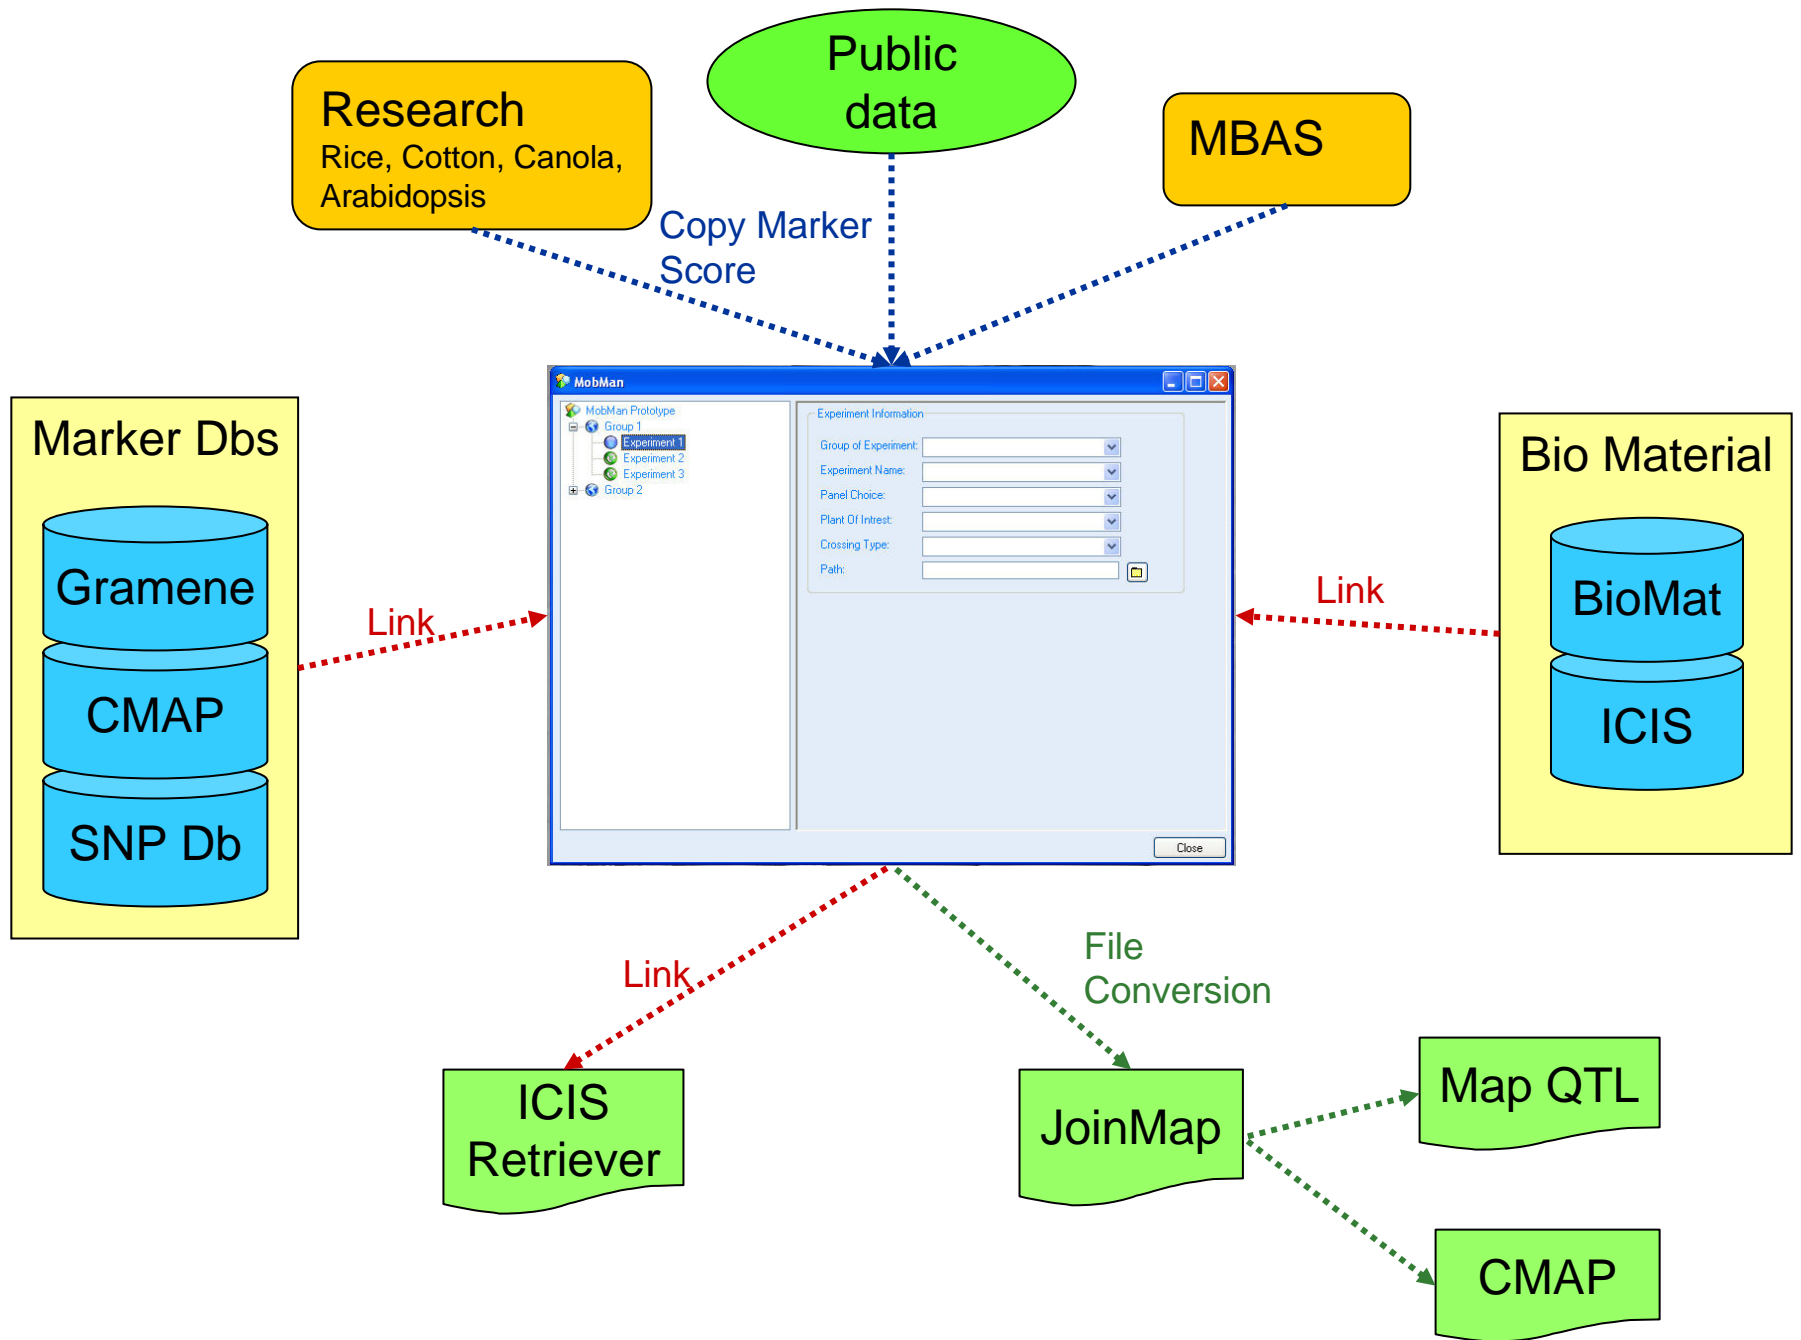 Public
data
Research
Rice, Cotton, Canola,
Arabidopsis
MBAS
Copy Marker
Score
MobMan
MobMan Prototype
Group 1
Experiment 1
Experiment 2
Experiment 3
Group 2
Experiment Information
Group of Experiment:
Experiment Name:
Panel Choice:
Plant Of Intrest:
Crossing Type:
Path:
Close
Marker Dbs
Gramene
CMAP
SNP Db
Link
Bio Material
BioMat
ICIS
Link
Link
File
Conversion
ICIS
Retriever
JoinMap
Map QTL
CMAP